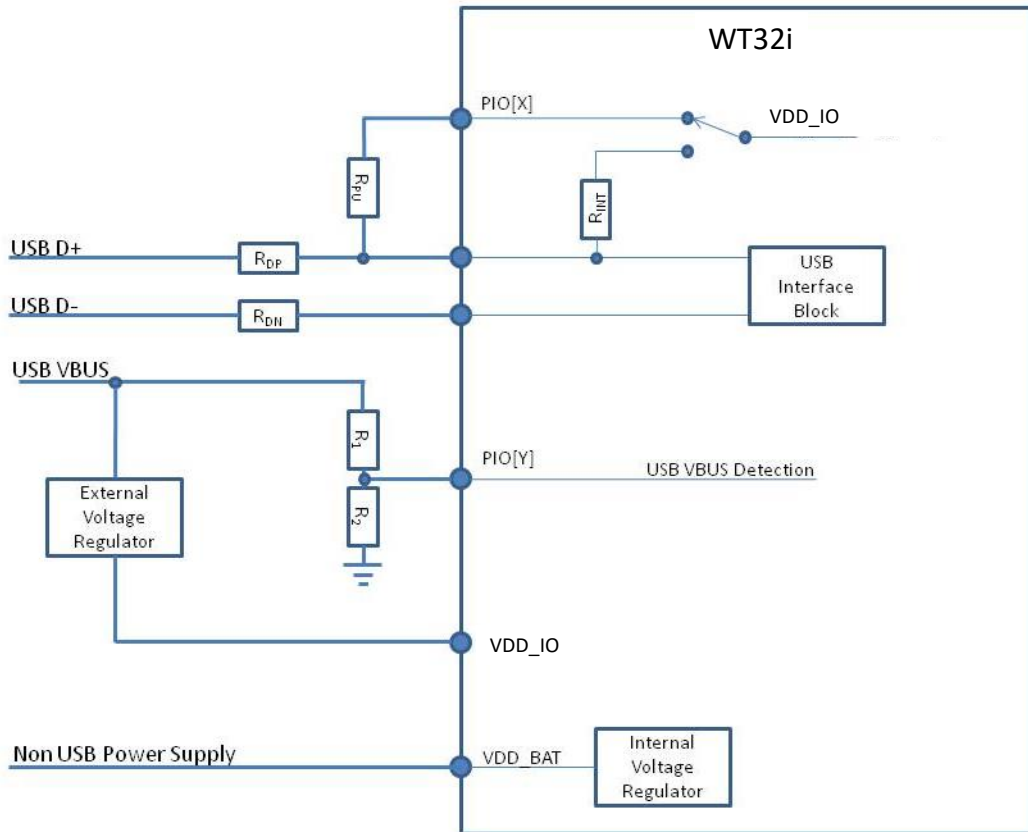 WT32i
PIO[X]
VDD_IO
RPU
RINT
USB D+
RDP
USB
Interface
Block
USB D-
RDN
USB VBUS
R1
PIO[Y]
USB VBUS Detection
External
Voltage
Regulator
R2
VDD_IO
Non USB Power Supply
VDD_BAT
Internal
Voltage
Regulator